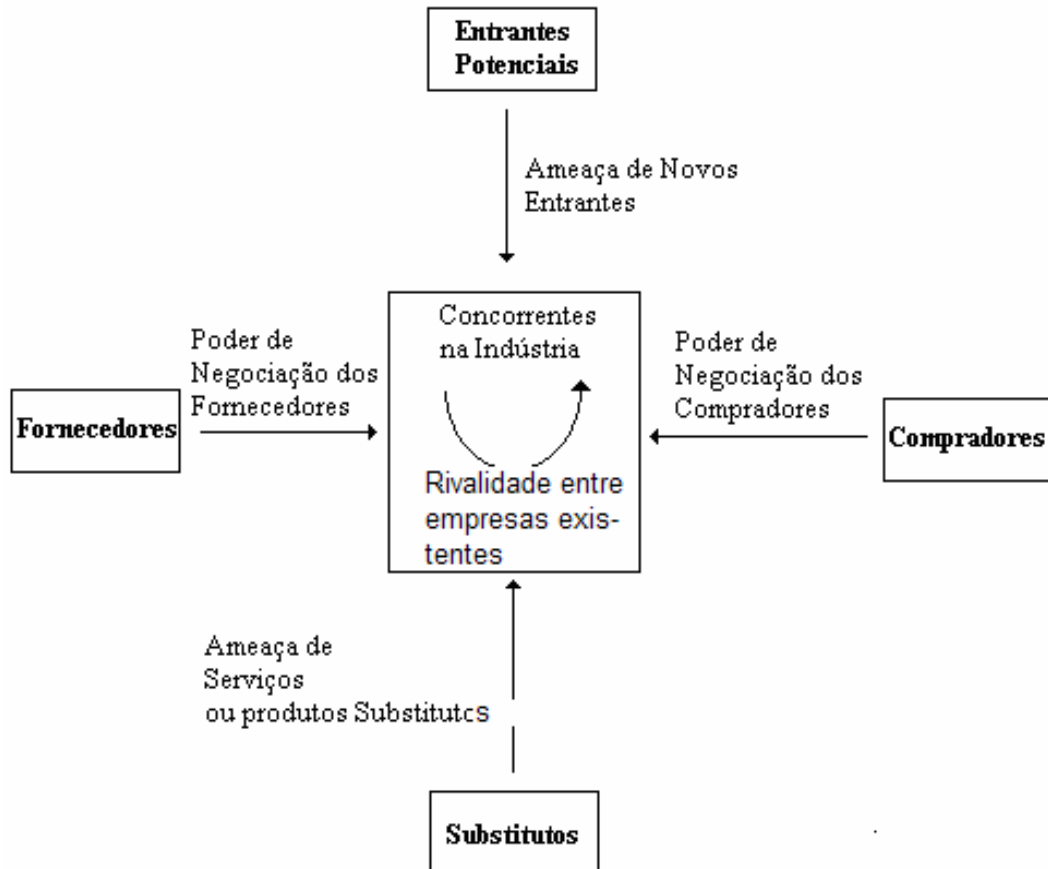 Entrantes
Potenciais
Ameaça de Novos
Entrantes
Concorrentes
na Indústria
Poder de
Negociação dos
Fornecedores
Poder de
Negociação dos
Compradores
Fornecedores
Compradores
Rivalidade entre
empresas exis-
tentes
Ameaça de
Serviços
ou produtos Substitutos
Substitutos